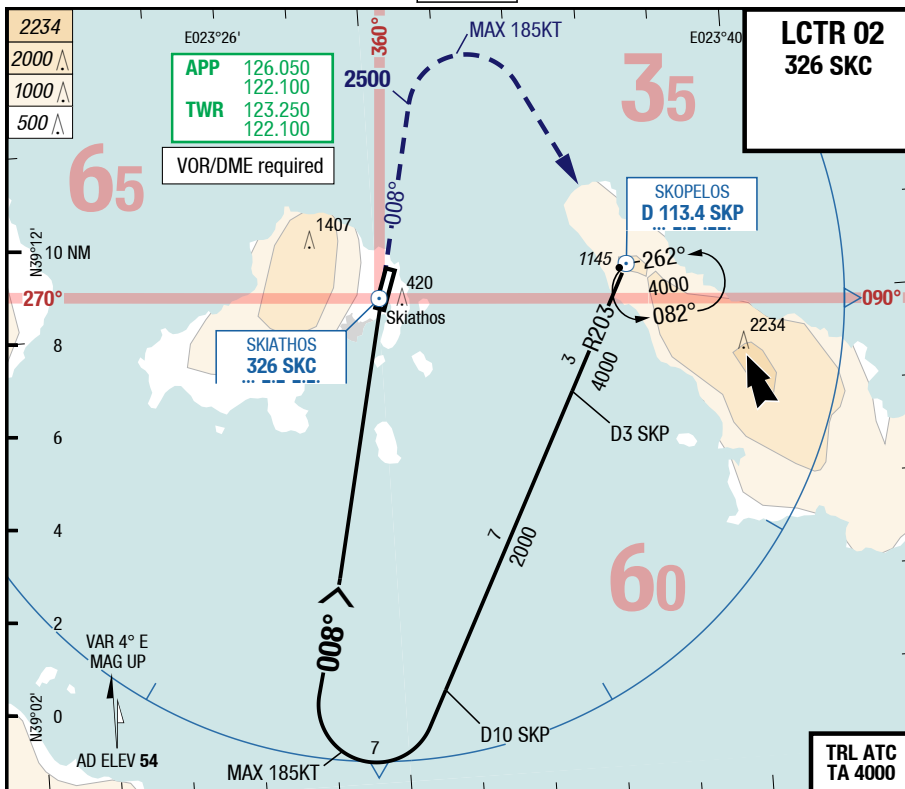 2234
2000
1000
500
E023°26'
360°
MAX 185KT
E023°40'
LCTR 02
326 SKC
APP 126.050
122.100
TWR 123.250
122.100
2500
35
VOR/DME required
65
008°
SKOPELOS
D 113.4 SKP
1407
N39°12'
10 NM
1145
262°
4000
082°
420
270°
090°
Skiathos
2234
SKIATHOS
326 SKC
8
3
R203
4000
6
D3 SKP
4
7
2000
60
2
008°
VAR 4° E
MAG UP
N39°02'
0
D10 SKP
7
AD ELEV 54
MAX 185KT
TRL ATC
TA 4000